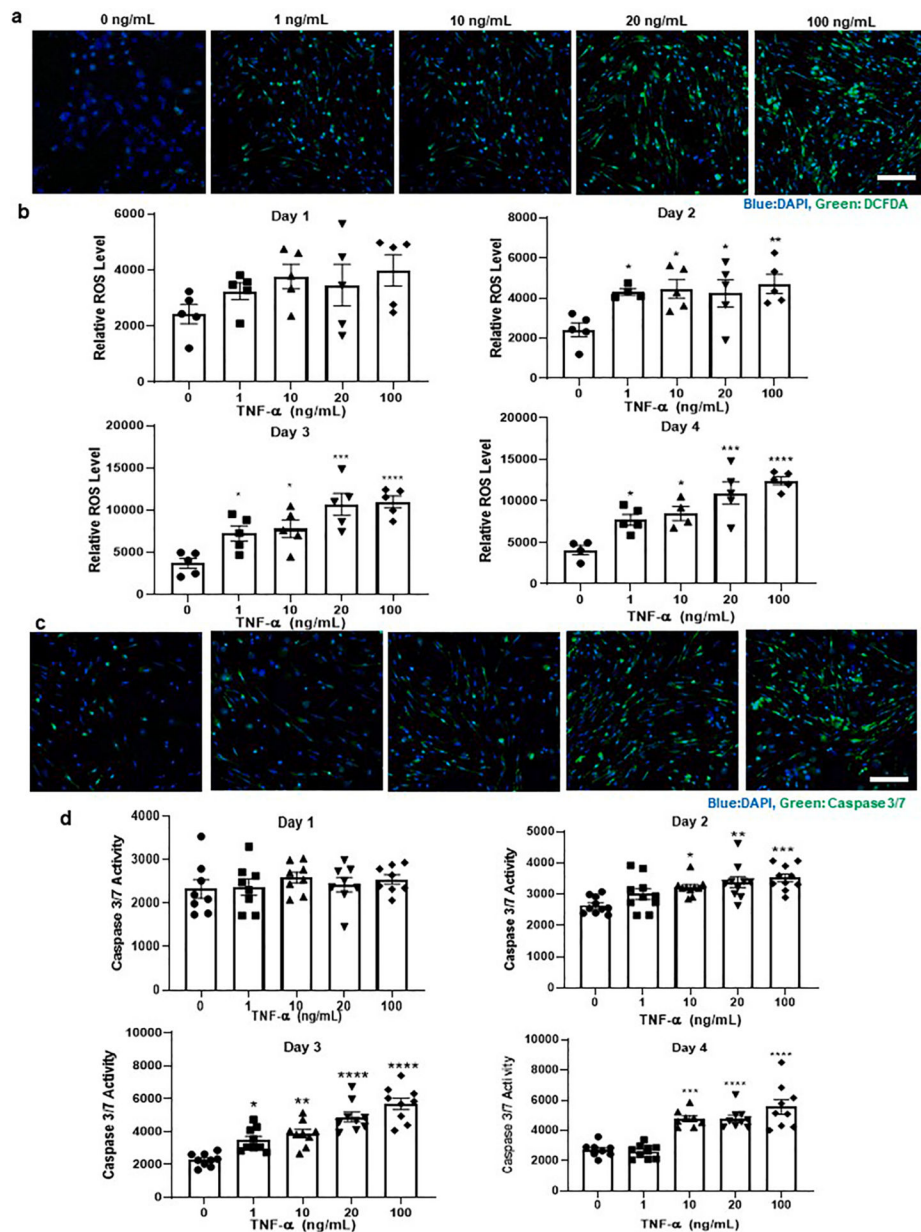 a
0 ng/mL 1 ng/mL 10 ng/mL 20 ng/mL 100 ng/mL
Blue:DAPI, Green: DCFDA
b
Day 1
Relative ROS Level
6000
4000
2000
0
0 1 10 20 100
TNF-α (ng/mL)
Day 2
Relative ROS Level
8000
6000
4000
2000
0
* * * **
0 1 10 20 100
TNF-α (ng/mL)
Day 3
Relative ROS Level
20000
15000
10000
5000
0
* * *** ****
0 1 10 20 100
TNF-α (ng/mL)
Day 4
Relative ROS Level
20000
15000
10000
5000
0
* * *** ****
0 1 10 20 100
TNF-α (ng/mL)
c
Blue:DAPI, Green: Caspase 3/7
d
Day 1
Caspase 3/7 Activity
4000
3000
2000
1000
0
0 1 10 20 100
TNF-α (ng/mL)
Day 2
Caspase 3/7 Activity
5000
4000
3000
2000
1000
0
* ** ***
0 1 10 20 100
TNF-α (ng/mL)
Day 3
Caspase 3/7 Activity
10000
8000
6000
4000
2000
0
* ** **** ****
0 1 10 20 100
TNF-α (ng/mL)
Day 4
Caspase 3/7 Activity
10000
8000
6000
4000
2000
0
*** **** ****
0 1 10 20 100
TNF-α (ng/mL)